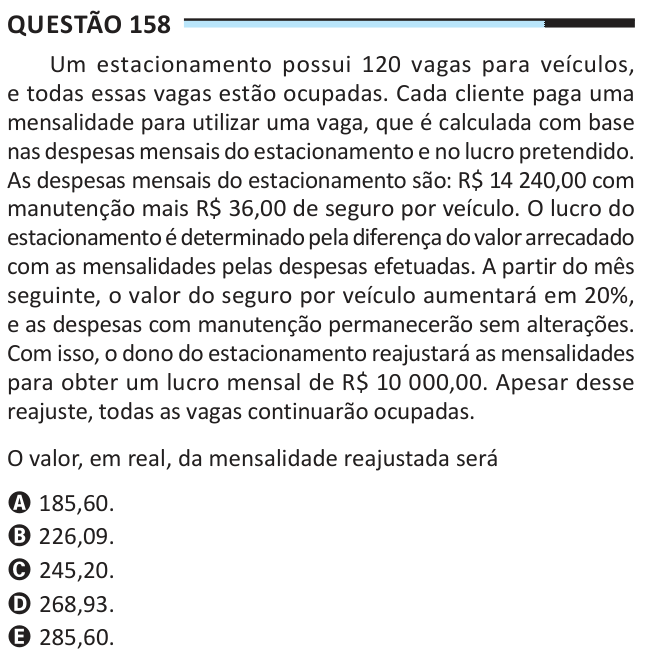 QUESTÃO 158
Um estacionamento possui 120 vagas para veículos,
e todas essas vagas estão ocupadas. Cada cliente paga uma
mensalidade para utilizar uma vaga, que é calculada com base
nas despesas mensais do estacionamento e no lucro pretendido.
As despesas mensais do estacionamento são: R$ 14 240,00 com
manutenção mais R$ 36,00 de seguro por veículo. O lucro do
estacionamento é determinado pela diferença do valor arrecadado
com as mensalidades pelas despesas efetuadas. A partir do mês
seguinte, o valor do seguro por veículo aumentará em 20%,
e as despesas com manutenção permanecerão sem alterações.
Com isso, o dono do estacionamento reajustará as mensalidades
para obter um lucro mensal de R$ 10 000,00. Apesar desse
reajuste, todas as vagas continuarão ocupadas.
O valor, em real, da mensalidade reajustada será
A 185,60.
B 226,09.
C 245,20.
D 268,93.
E 285,60.